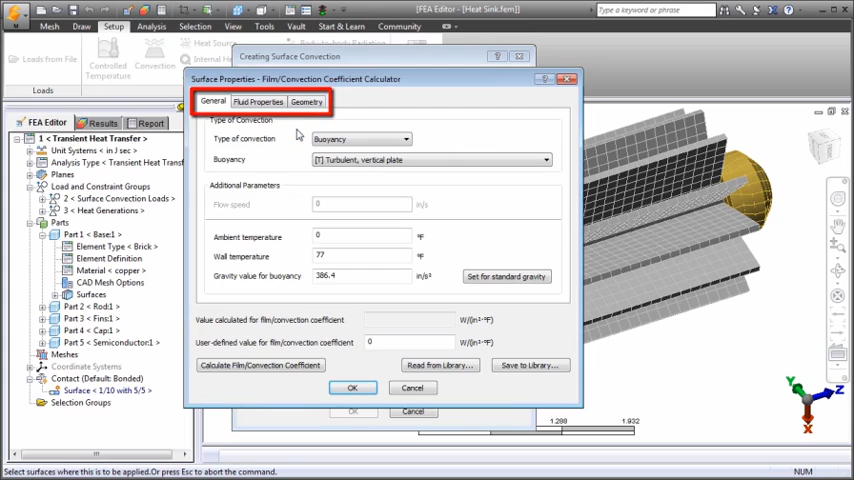 FEA Editor - [Heat Sink.fem]
Type a keyword or phrase
Mesh Draw Setup Analysis Selection View Tools Vault Start & Learn Community
Loads from File
Controlled Temperature
Convection
Heat Source
Internal He
Body-to-body Radiation
Loads
Creating Surface Convection
Surface Properties - Film/Convection Coefficient Calculator
General Fluid Properties Geometry
Type of Convection
Type of convection Buoyancy
Buoyancy [T] Turbulent, vertical plate
Additional Parameters
Flow speed 0 in/s
Ambient temperature 0 °F
Wall temperature 77 °F
Gravity value for buoyancy 386.4 in/s² Set for standard gravity
Value calculated for film/convection coefficient W/(in²·°F)
User-defined value for film/convection coefficient 0 W/(in²·°F)
Calculate Film/Convection Coefficient Read from Library... Save to Library...
OK Cancel
OK Cancel
FEA Editor Results Report
1 < Transient Heat Transfer >
Unit Systems < in J sec >
Analysis Type < Transient Heat Transf
Planes
Load and Constraint Groups
2 < Surface Convection Loads >
3 < Heat Generations >
Parts
Part 1 < Base:1 >
Element Type < Brick >
Element Definition
Material < copper >
CAD Mesh Options
Surfaces
Part 2 < Rod:1 >
Part 3 < Fins:1 >
Part 4 < Cap:1 >
Part 5 < Semiconductor:1 >
Meshes
Coordinate Systems
Contact (Default: Bonded)
Surface < 1/10 with 5/5 >
Selection Groups
1.288 1.932
Y Z X
Select surfaces where this is to be applied.Or press Esc to abort the command.
NUM